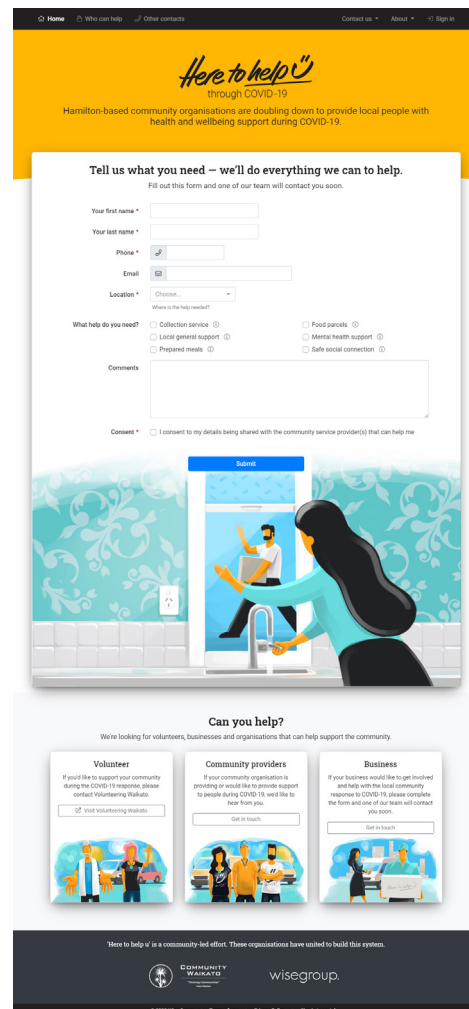 Home Who can help Other contacts Contact us About Sign in
Here to help u
through COVID-19
Hamilton-based community organisations are doubling down to provide local people with
health and wellbeing support during COVID-19.
Tell us what you need — we'll do everything we can to help.
Fill out this form and one of our team will contact you soon.
Your first name *
Your last name *
Phone *
Email
Location * Choose...
Where is the help needed?
What help do you need? Collection service Food parcels
Local general support Mental health support
Prepared meals Safe social connection
Comments
Consent * I consent to my details being shared with the community service provider(s) that can help me
Submit
Can you help?
We're looking for volunteers, businesses and organisations that can help support the community.
Volunteer
If you'd like to support your community
during the COVID-19 response, please
contact Volunteering Waikato.
Visit Volunteering Waikato
Community providers
If your community organisation is
providing or would like to provide support
to people during COVID-19, we'd like to
hear from you.
Get in touch
Business
If your business would like to get involved
and help with the local community
response to COVID-19, please complete
the form and one of our team will contact
you soon.
Get in touch
'Here to help u' is a community-led effort. These organisations have united to build this system.
COMMUNITY
WAIKATO
wisegroup.